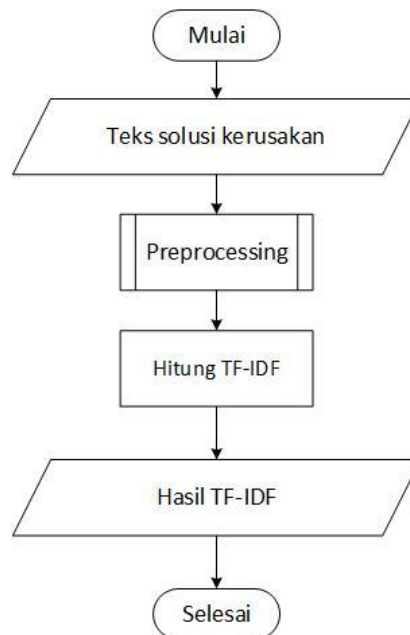 Mulai
Teks solusi kerusakan
Preprocessing
Hitung TF-IDF
Hasil TF-IDF
Selesai